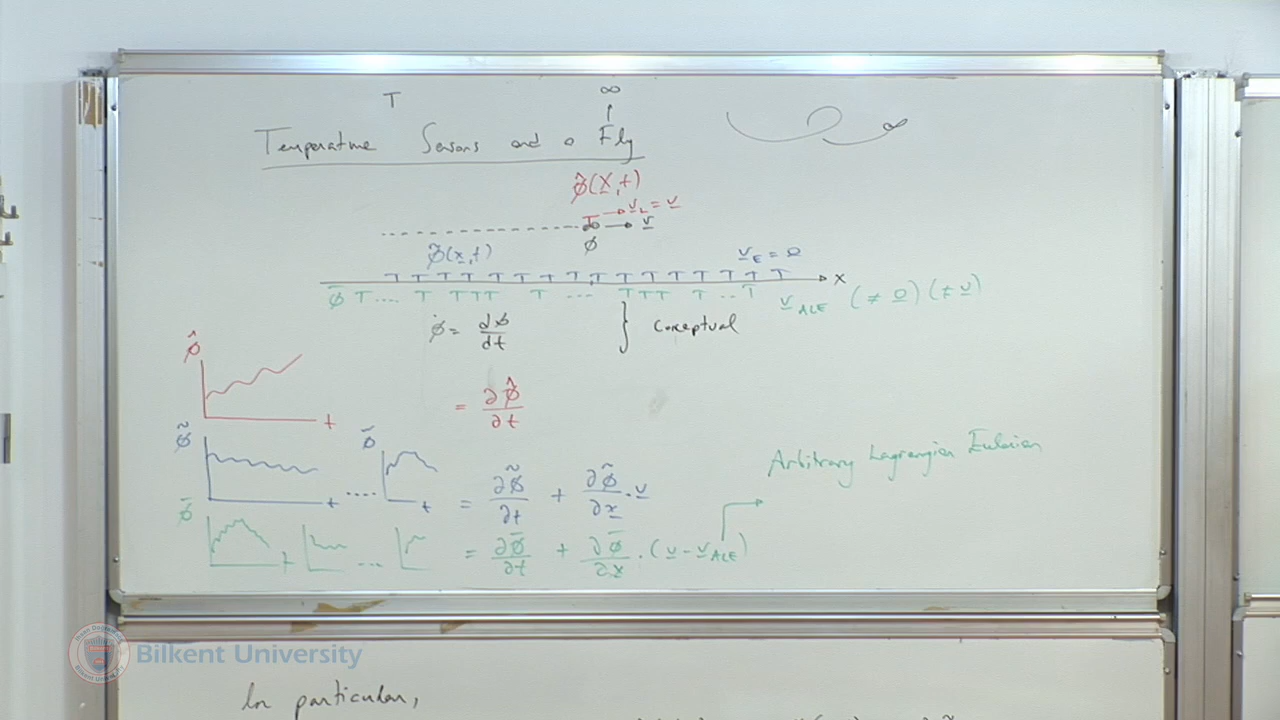 T
∞
Temperature Sensors and a Fly
∞
φ̂(X,t)
v_L = v
v
φ
φ̃(x,t)
v_E = 0
T T T T T T T T T T T T T T T T
x
φ̄ T.... T T T T T ... T T T T .. T
v_ALE (≠ 0) (≠ v)
φ̇ = dφ/dt } Conceptual
φ̂
t
= ∂φ̂/∂t
Arbitrary Lagrangian Eulerian
φ̃
t .... φ̃ t
= ∂φ̃/∂t + ∂φ̃/∂x · v
φ̄
t ...
= ∂φ̄/∂t + ∂φ̄/∂x · (v - v_ALE)
Bilkent University
In particular,